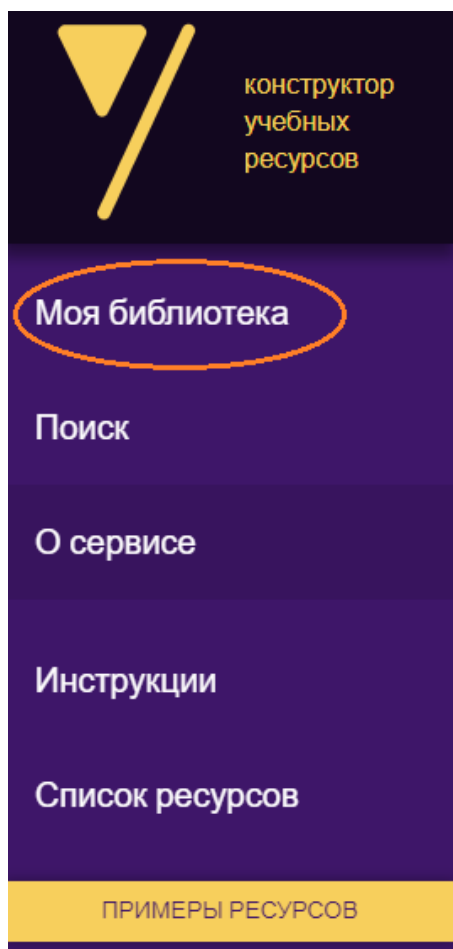 конструктор
учебных
ресурсов
Моя библиотека
Поиск
О сервисе
Инструкции
Список ресурсов
ПРИМЕРЫ РЕСУРСОВ